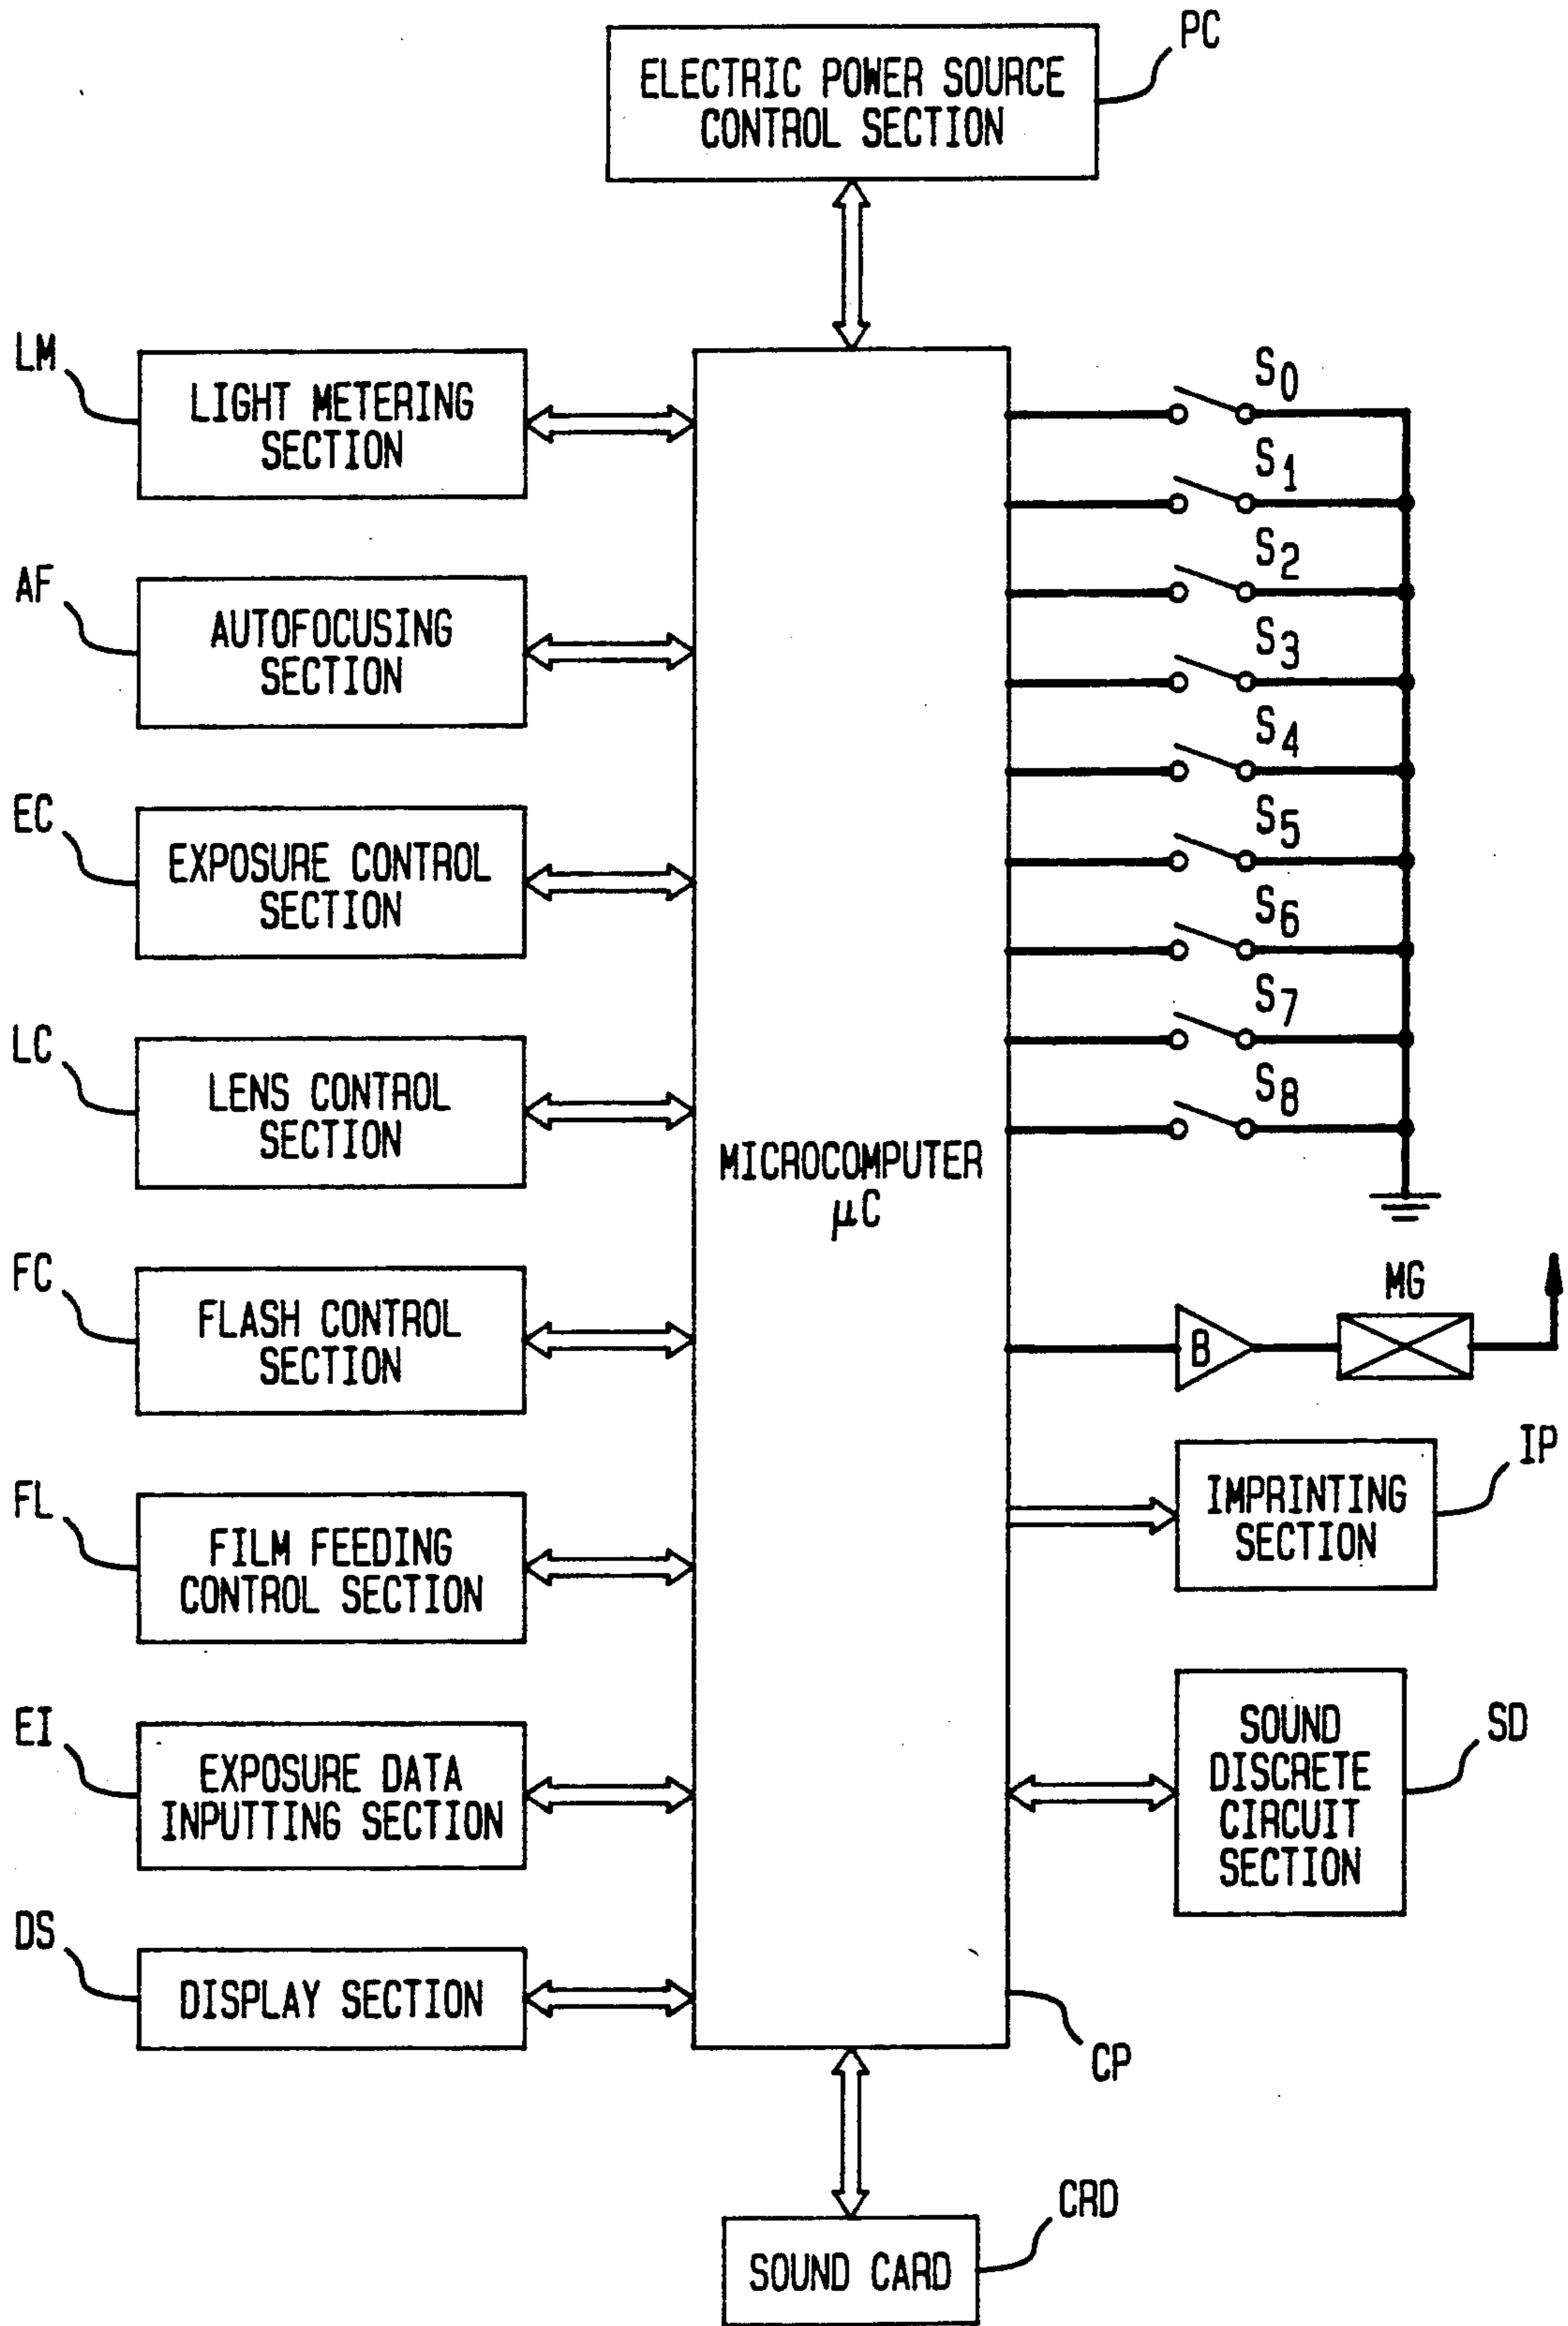 PC
ELECTRIC POWER SOURCE
CONTROL SECTION
LM
LIGHT METERING
SECTION
AF
AUTOFOCUSING
SECTION
EC
EXPOSURE CONTROL
SECTION
LC
LENS CONTROL
SECTION
FC
FLASH CONTROL
SECTION
FL
FILM FEEDING
CONTROL SECTION
EI
EXPOSURE DATA
INPUTTING SECTION
DS
DISPLAY SECTION
MICROCOMPUTER
μC
S0
S1
S2
S3
S4
S5
S6
S7
S8
B
MG
IP
IMPRINTING
SECTION
SD
SOUND
DISCRETE
CIRCUIT
SECTION
CP
CRD
SOUND CARD